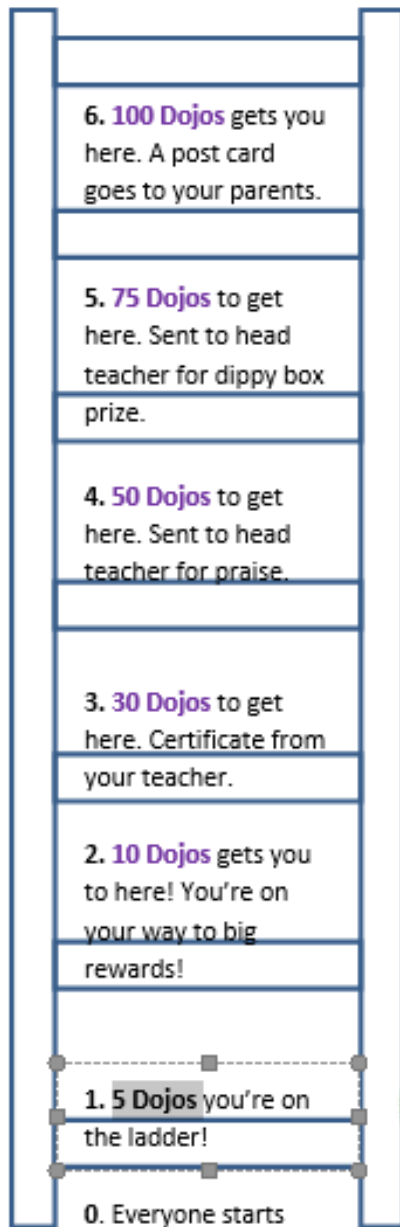 6. 100 Dojos gets you
here. A post card
goes to your parents.
5. 75 Dojos to get
here. Sent to head
teacher for dippy box
prize.
4. 50 Dojos to get
here. Sent to head
teacher for praise.
3. 30 Dojos to get
here. Certificate from
your teacher.
2. 10 Dojos gets you
to here! You’re on
your way to big
rewards!
1. 5 Dojos you’re on
the ladder!
0. Everyone starts